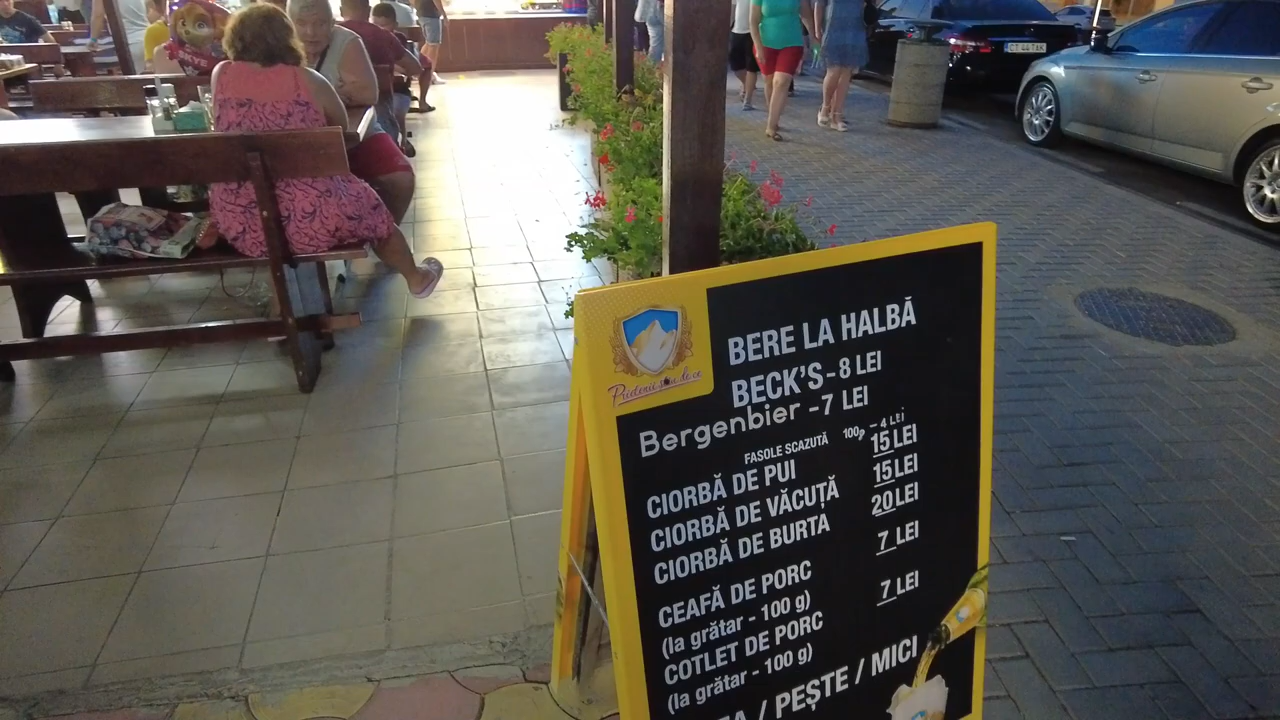 BERE LA HALBĂ
BECK'S - 8 LEI
Bergenbier - 7 LEI
FASOLE SCAZUTĂ 100g - 4 LEI
CIORBĂ DE PUI 15 LEI
CIORBĂ DE VĂCUȚĂ 15 LEI
CIORBĂ DE BURTA 20 LEI
CEAFĂ DE PORC 7 LEI
(la grătar - 100 g)
COTLET DE PORC 7 LEI
(la grătar - 100 g)
/ PEȘTE / MICI
CT 44 TAK